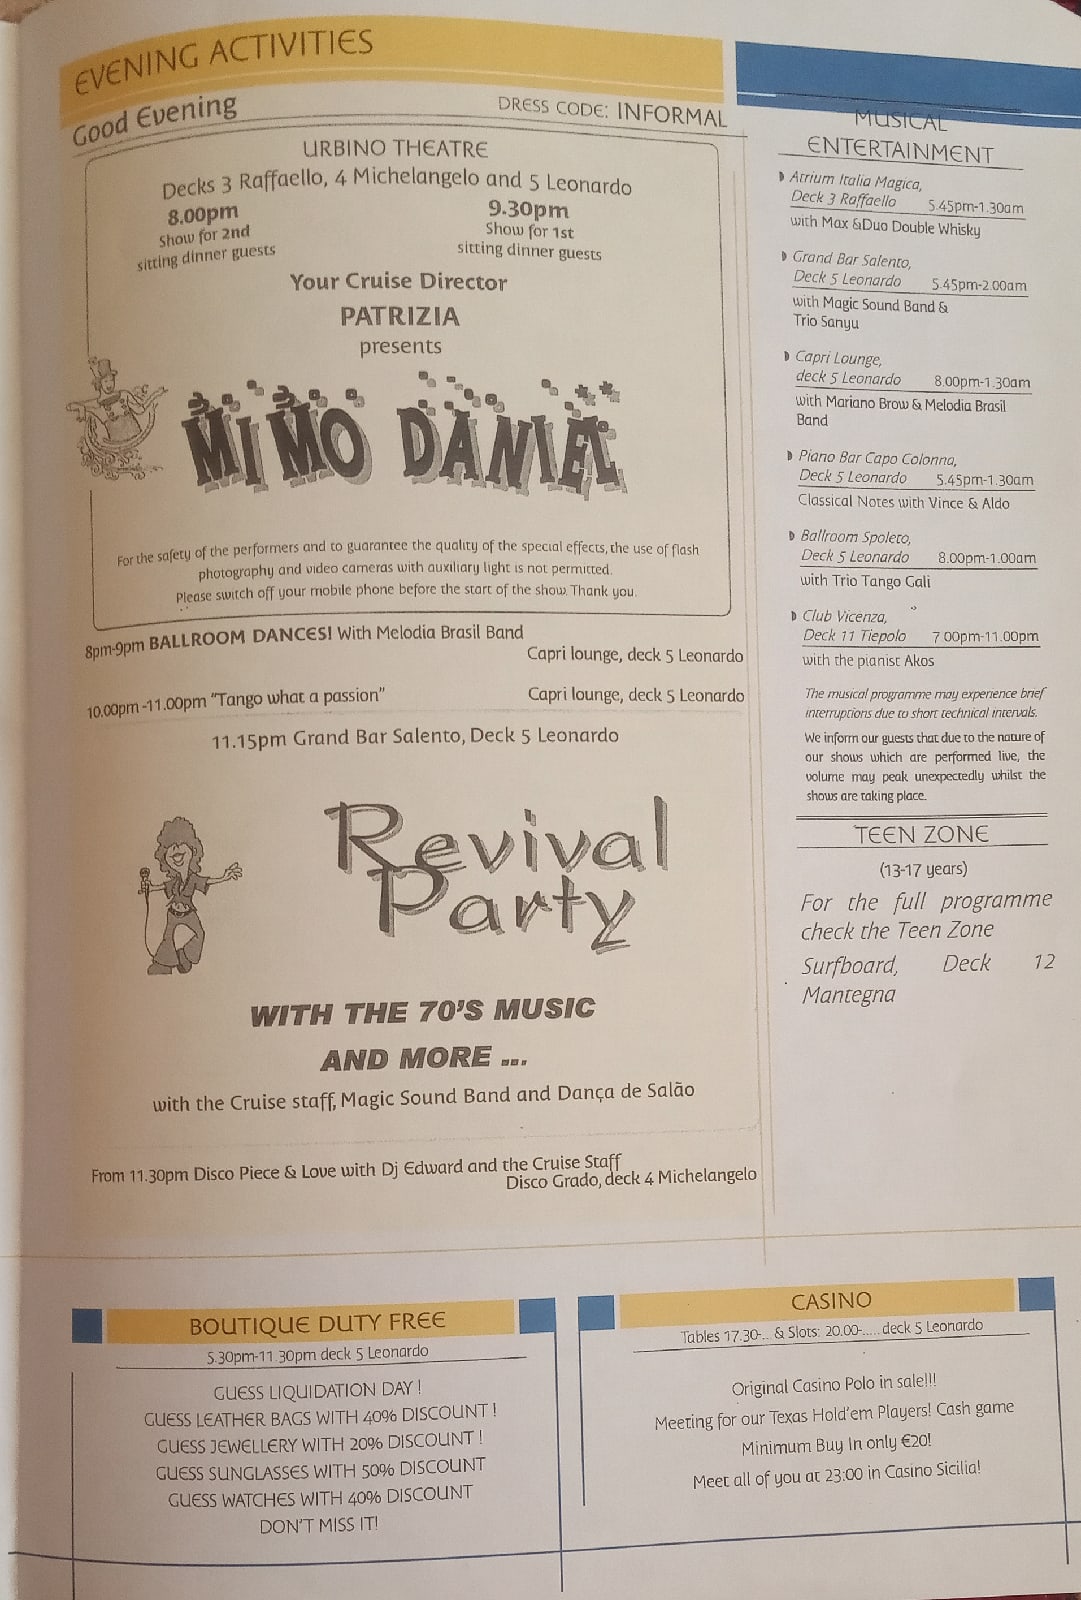 EVENING ACTIVITIES
Good Evening
DRESS CODE: INFORMAL
URBINO THEATRE
Decks 3 Raffaello, 4 Michelangelo and 5 Leonardo
8.00pm
Show for 2nd
sitting dinner guests
9.30pm
Show for 1st
sitting dinner guests
Your Cruise Director
PATRIZIA
presents
MIMO DANIEL
For the safety of the performers and to guarantee the quality of the special effects, the use of flash
photography and video cameras with auxiliary light is not permitted.
Please switch off your mobile phone before the start of the show. Thank you.
8pm-9pm BALLROOM DANCES! With Melodia Brasil Band
Capri lounge, deck 5 Leonardo
10.00pm -11.00pm "Tango what a passion"
Capri lounge, deck 5 Leonardo
11.15pm Grand Bar Salento, Deck 5 Leonardo
Revival
Party
WITH THE 70'S MUSIC
AND MORE ...
with the Cruise staff, Magic Sound Band and Dança de Salão
From 11.30pm Disco Piece & Love with Dj Edward and the Cruise Staff
Disco Grado, deck 4 Michelangelo
MUSICAL
ENTERTAINMENT
Atrium Italia Magica,
Deck 3 Raffaello 5.45pm-1.30am
with Max &Duo Double Whisky
Grand Bar Salento,
Deck 5 Leonardo 5.45pm-2.00am
with Magic Sound Band &
Trio Sanyu
Capri Lounge,
deck 5 Leonardo 8.00pm-1.30am
with Mariano Brow & Melodia Brasil
Band
Piano Bar Capo Colonna,
Deck 5 Leonardo 5.45pm-1.30am
Classical Notes with Vince & Aldo
Ballroom Spoleto,
Deck 5 Leonardo 8.00pm-1.00am
with Trio Tango Gali
Club Vicenza,
Deck 11 Tiepolo 7.00pm-11.00pm
with the pianist Akos
The musical programme may experience brief
interruptions due to short technical intervals.
We inform our guests that due to the nature of
our shows which are performed live, the
volume may peak unexpectedly whilst the
shows are taking place.
TEEN ZONE
(13-17 years)
For the full programme
check the Teen Zone
Surfboard, Deck 12
Mantegna
BOUTIQUE DUTY FREE
5.30pm-11.30pm deck 5 Leonardo
GUESS LIQUIDATION DAY !
GUESS LEATHER BAGS WITH 40% DISCOUNT !
GUESS JEWELLERY WITH 20% DISCOUNT !
GUESS SUNGLASSES WITH 50% DISCOUNT
GUESS WATCHES WITH 40% DISCOUNT
DON'T MISS IT!
CASINO
Tables 17.30-... & Slots: 20.00-..... deck 5 Leonardo
Original Casino Polo in sale!!!
Meeting for our Texas Hold'em Players! Cash game
Minimum Buy In only €20!
Meet all of you at 23:00 in Casino Sicilia!